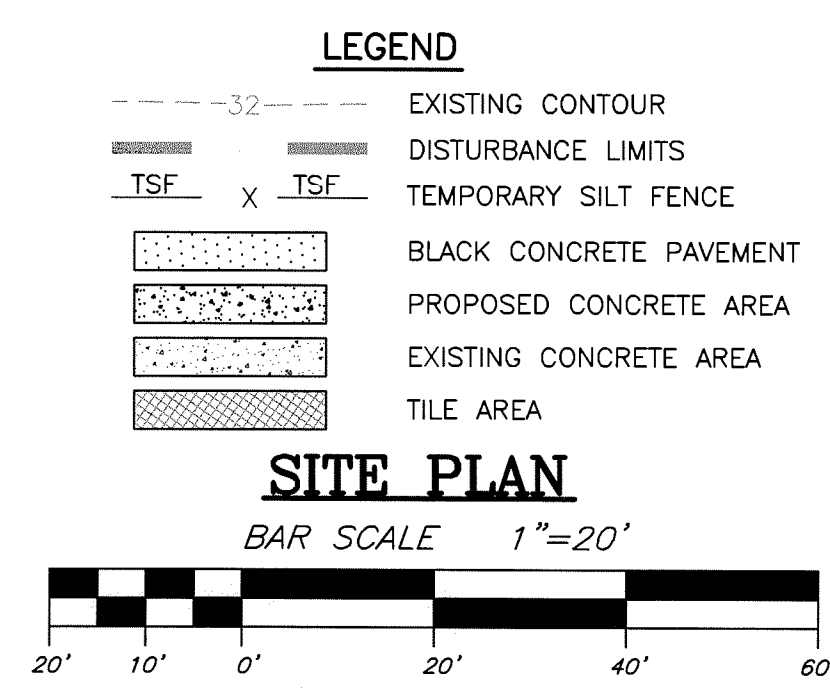 LEGEND
32 EXISTING CONTOUR
DISTURBANCE LIMITS
TSF X TSF TEMPORARY SILT FENCE
BLACK CONCRETE PAVEMENT
PROPOSED CONCRETE AREA
EXISTING CONCRETE AREA
TILE AREA
SITE PLAN
BAR SCALE 1"=20'
20' 10' 0' 20' 40' 60